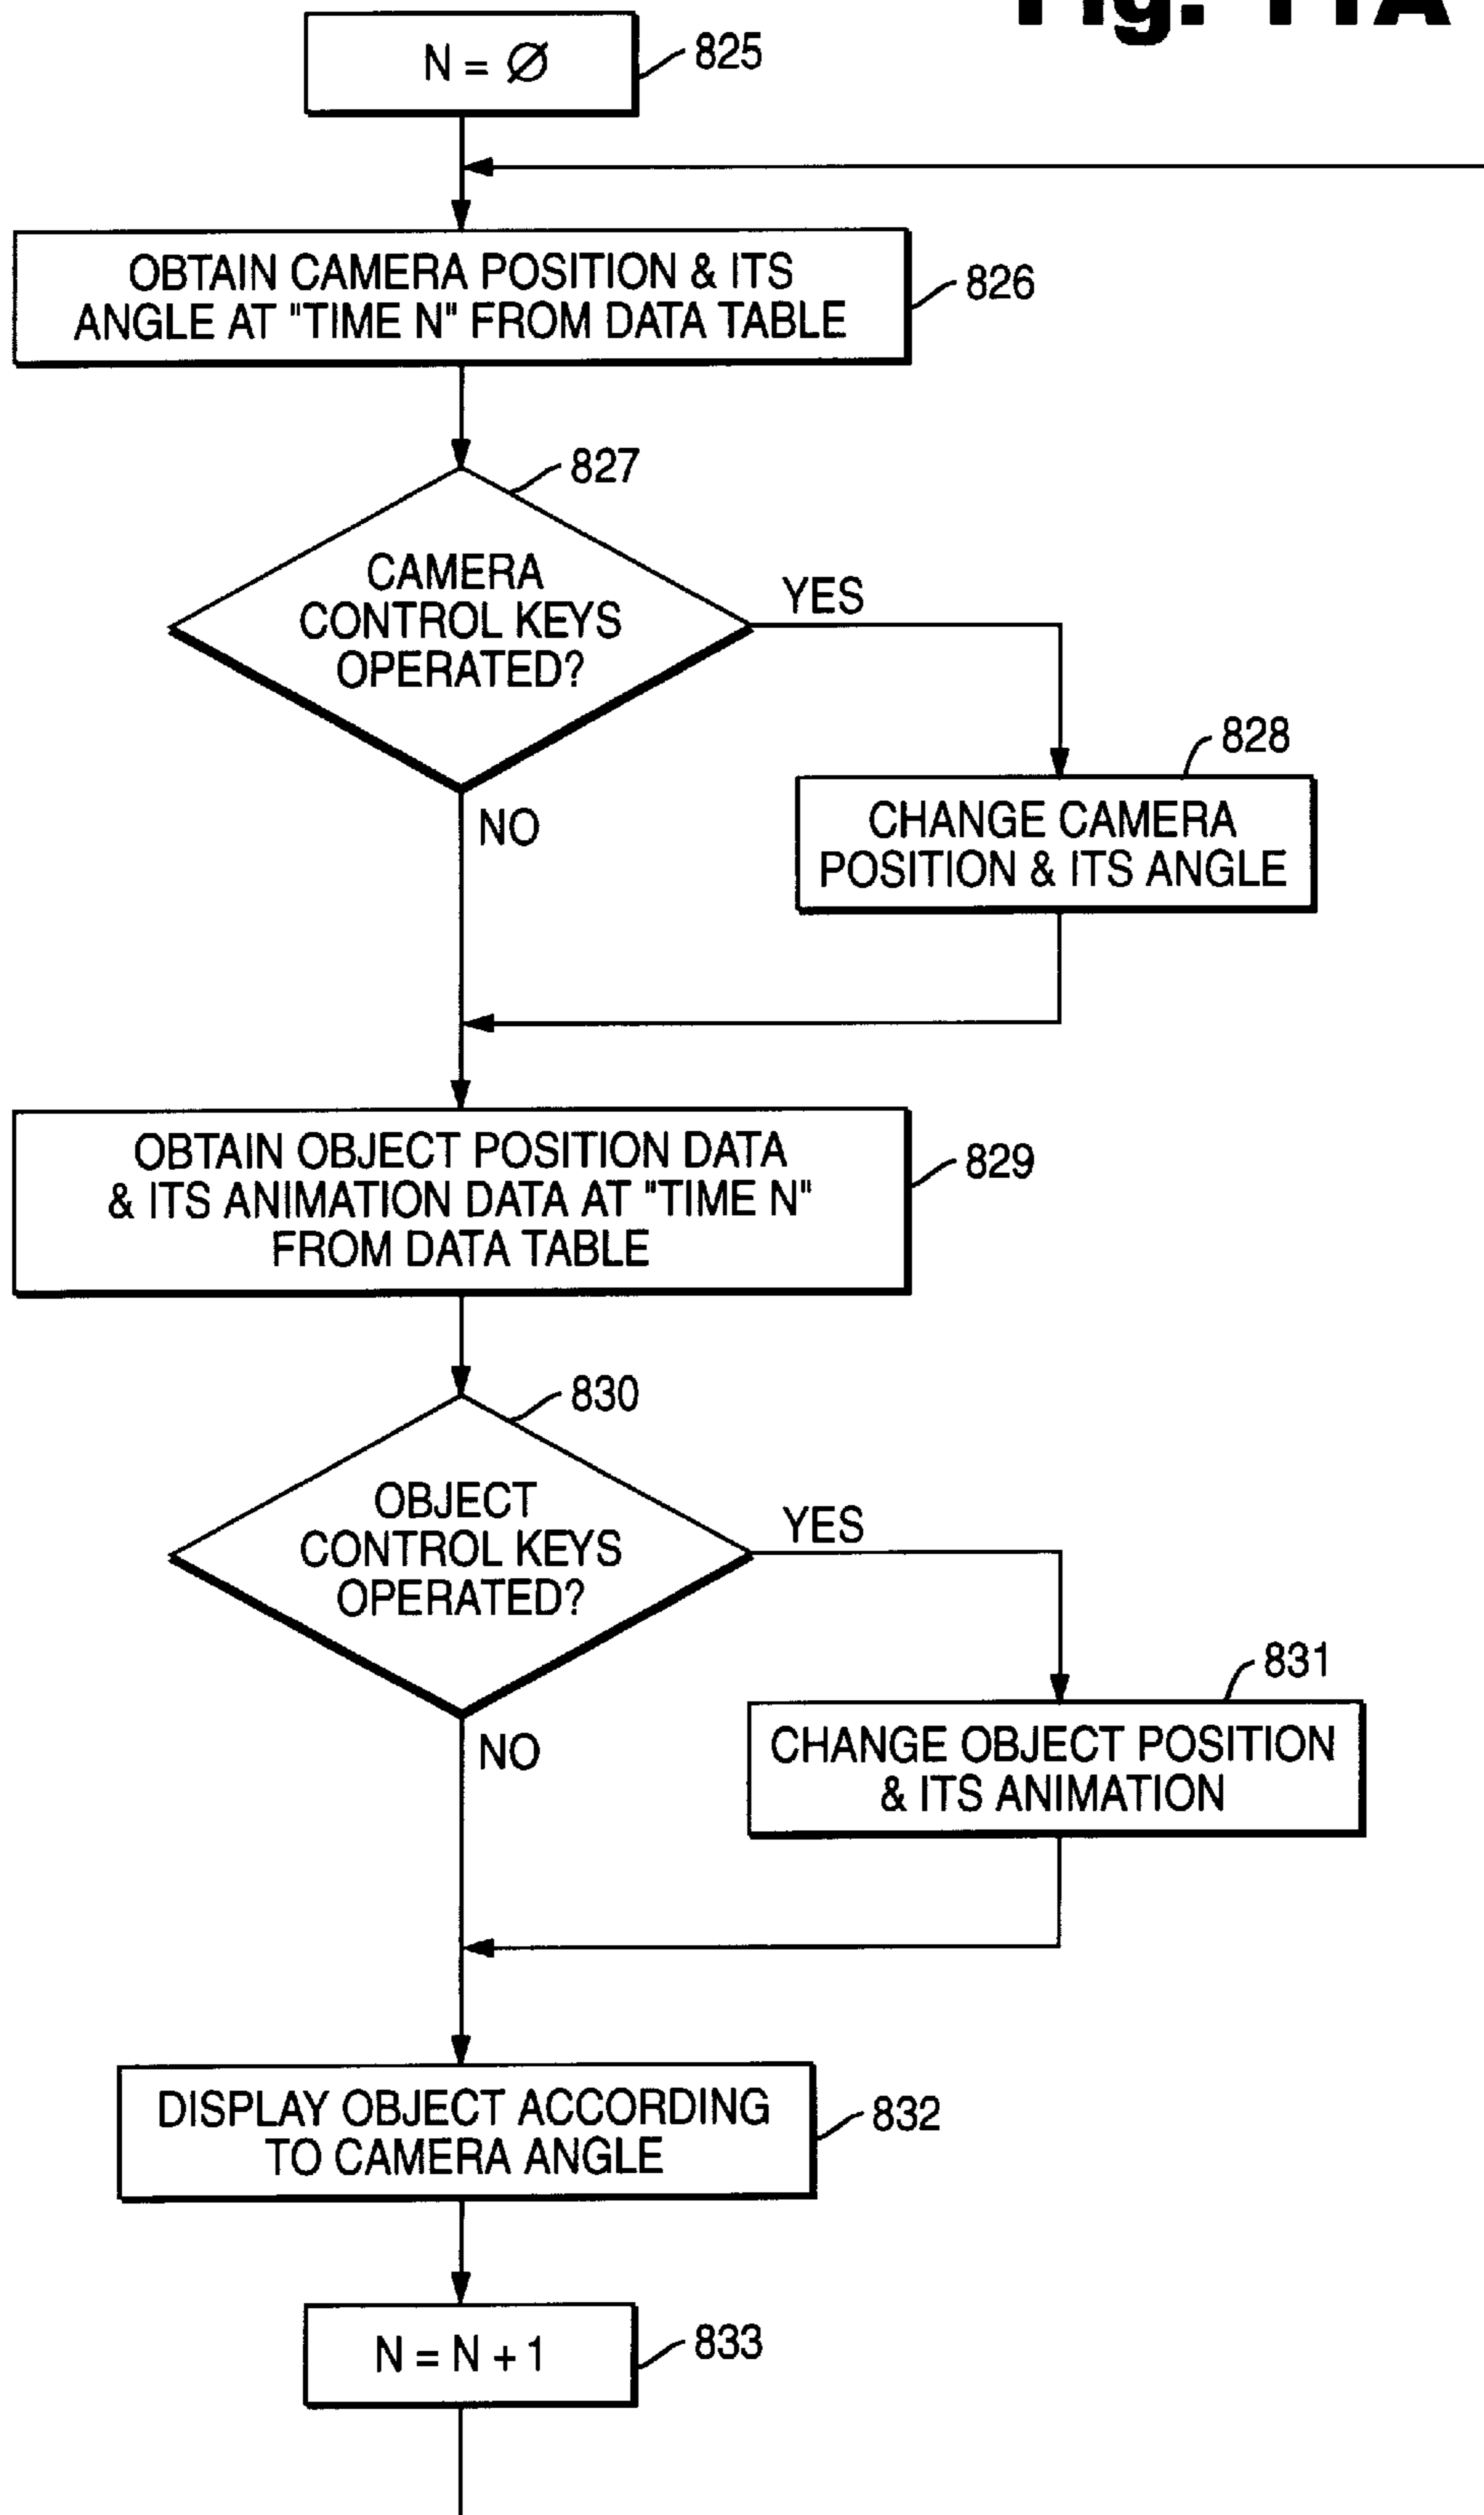 Fig. 11A
N = Ø
825
OBTAIN CAMERA POSITION & ITS
ANGLE AT "TIME N" FROM DATA TABLE
826
827
CAMERA
CONTROL KEYS
OPERATED?
YES
828
CHANGE CAMERA
POSITION & ITS ANGLE
NO
OBTAIN OBJECT POSITION DATA
& ITS ANIMATION DATA AT "TIME N"
FROM DATA TABLE
829
830
OBJECT
CONTROL KEYS
OPERATED?
YES
831
CHANGE OBJECT POSITION
& ITS ANIMATION
NO
DISPLAY OBJECT ACCORDING
TO CAMERA ANGLE
832
N = N + 1
833